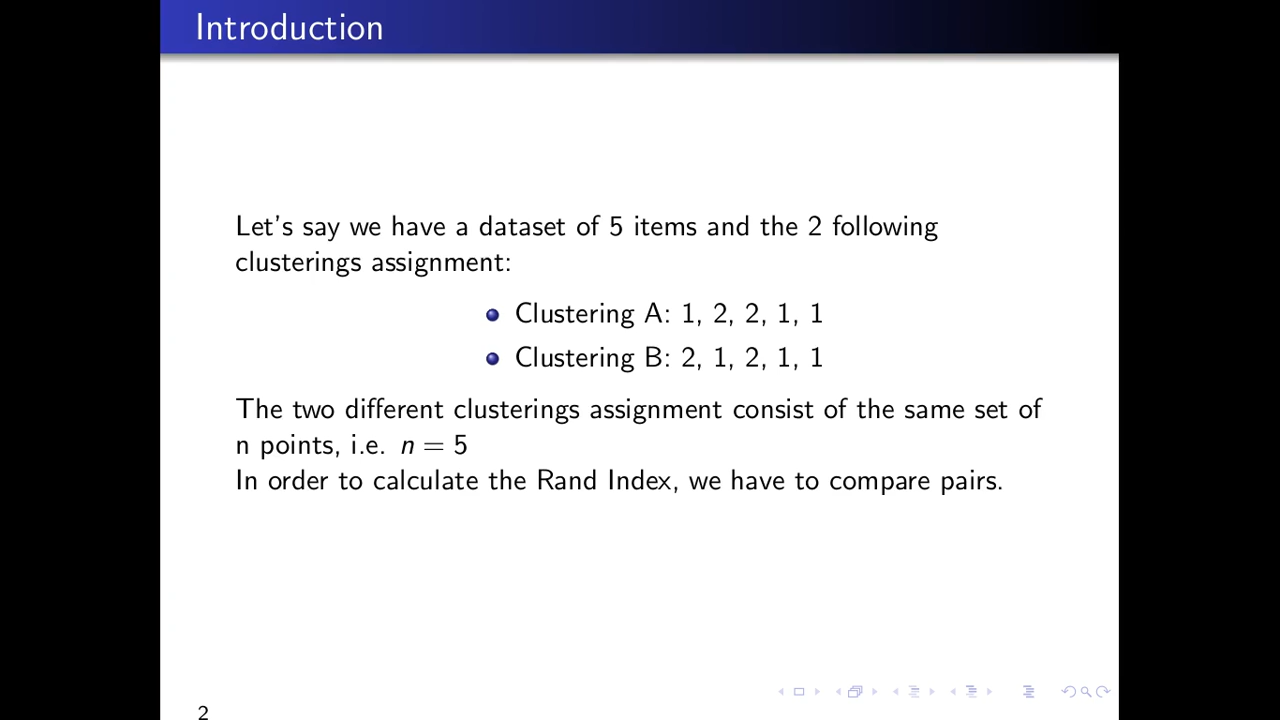 Introduction
Let's say we have a dataset of 5 items and the 2 following
clusterings assignment:
Clustering A: 1, 2, 2, 1, 1
Clustering B: 2, 1, 2, 1, 1
The two different clusterings assignment consist of the same set of
n points, i.e. n = 5
In order to calculate the Rand Index, we have to compare pairs.
2